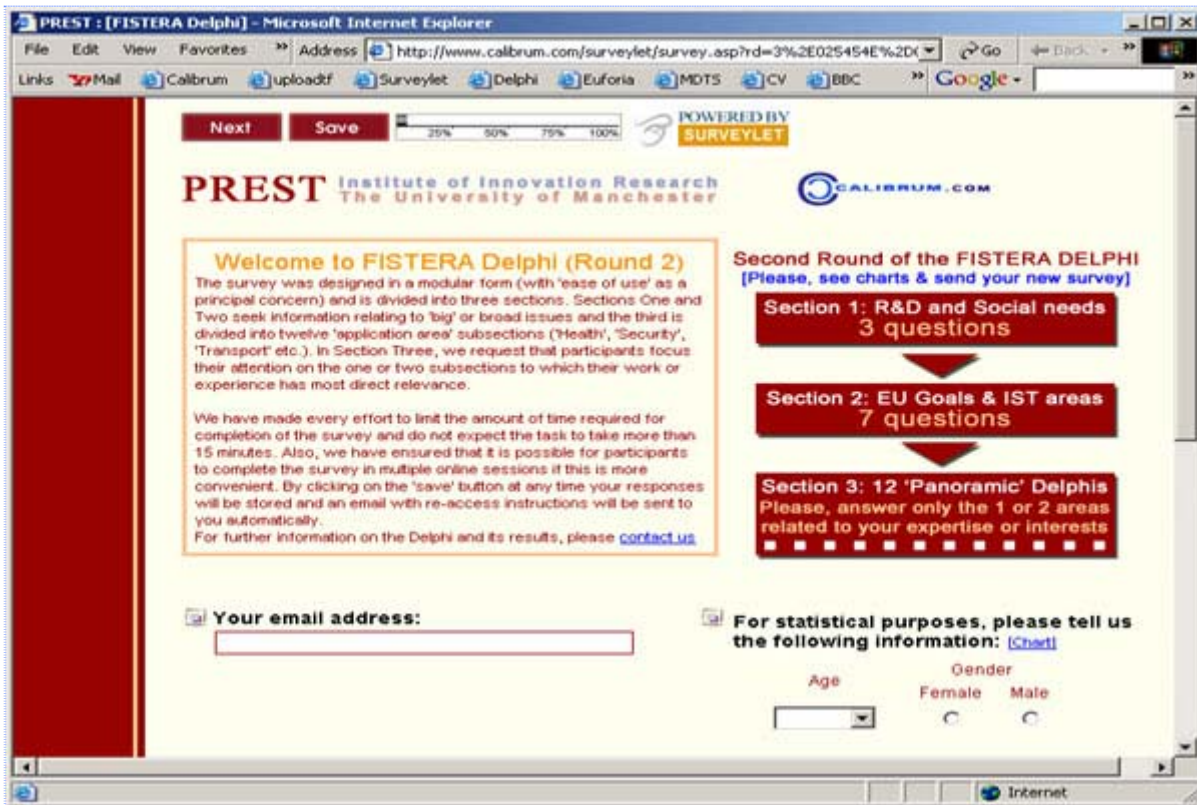 PREST : [FISTERA Delphi] - Microsoft Internet Explorer
File Edit View Favorites » Address http://www.calibrum.com/surveylet/survey.asp?rd=3%2E025454E%2D( Go Back »
Links Mail Calibrum uploadtf Surveylet Delphi Euforia MDTS CV BBC » Google »
Next Save 25% 50% 75% 100% POWERED BY
SURVEYLET
PREST Institute of Innovation Research
The University of Manchester
CALIBRUM.COM
Welcome to FISTERA Delphi (Round 2)
The survey was designed in a modular form (with 'ease of use' as a
principal concern) and is divided into three sections. Sections One and
Two seek information relating to 'big' or broad issues and the third is
divided into twelve 'application area' subsections ('Health', 'Security',
'Transport' etc.). In Section Three, we request that participants focus
their attention on the one or two subsections to which their work or
experience has most direct relevance.
We have made every effort to limit the amount of time required for
completion of the survey and do not expect the task to take more than
15 minutes. Also, we have ensured that it is possible for participants
to complete the survey in multiple online sessions if this is more
convenient. By clicking on the 'save' button at any time your responses
will be stored and an email with re-access instructions will be sent to
you automatically.
For further information on the Delphi and its results, please contact us
Second Round of the FISTERA DELPHI
[Please, see charts & send your new survey]
Section 1: R&D and Social needs
3 questions
Section 2: EU Goals & IST areas
7 questions
Section 3: 12 'Panoramic' Delphis
Please, answer only the 1 or 2 areas
related to your expertise or interests
Your email address:
For statistical purposes, please tell us
the following information: [Chart]
Age
Gender
Female Male
Internet